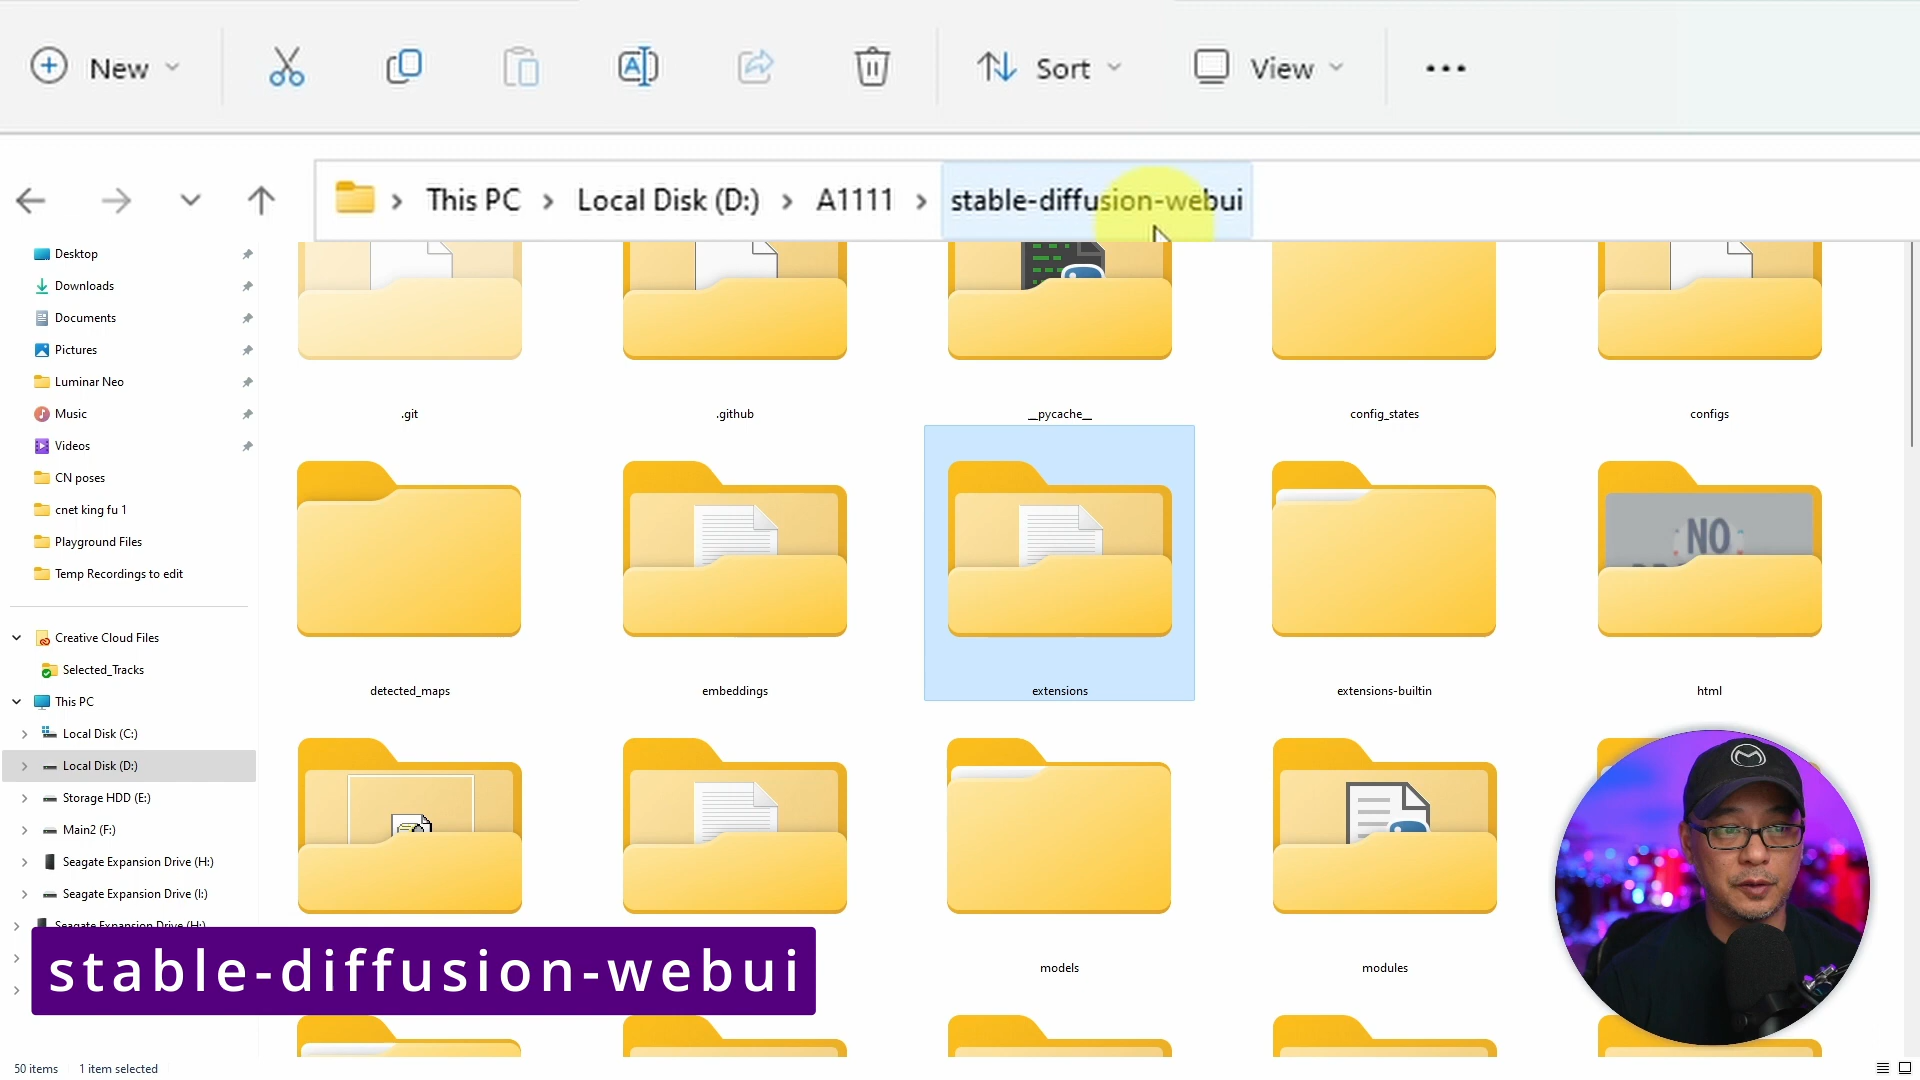 New
Sort
View
This PC
Local Disk (D:)
A1111
stable-diffusion-webui
Desktop
Downloads
Documents
Pictures
Luminar Neo
Music
Videos
CN poses
cnet king fu 1
Playground Files
Temp Recordings to edit
Creative Cloud Files
Selected_Tracks
This PC
Local Disk (C:)
Local Disk (D:)
Storage HDD (E:)
Main2 (F:)
Seagate Expansion Drive (H:)
Seagate Expansion Drive (I:)
Seagate Expansion Drive (H:)
.git
.github
__pycache__
config_states
configs
NO
detected_maps
embeddings
extensions
extensions-builtin
html
models
modules
stable-diffusion-webui
50 items
1 item selected